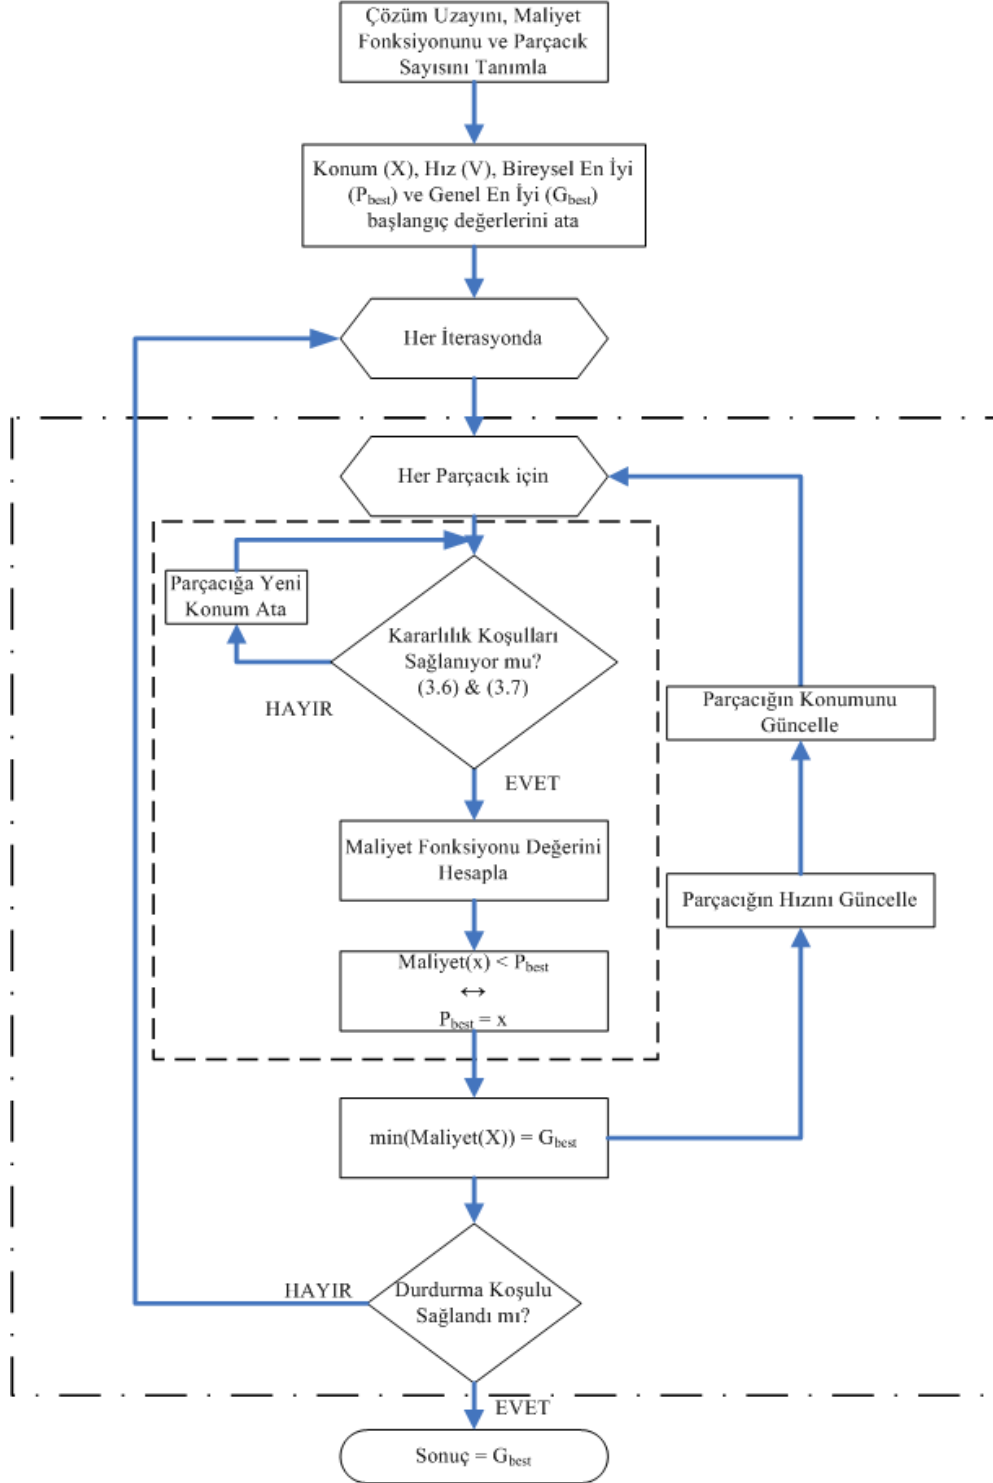 Çözüm Uzayını, Maliyet
Fonksiyonunu ve Parçacık
Sayısını Tanımla
Konum (X), Hız (V), Bireysel En İyi
(Pbest) ve Genel En İyi (Gbest)
başlangıç değerlerini ata
Her İterasyonda
Her Parçacık için
Parçacığa Yeni
Konum Ata
Kararlılık Koşulları
Sağlanıyor mu?
(3.6) & (3.7)
HAYIR
EVET
Parçacığın Konumunu
Güncelle
Maliyet Fonksiyonu Değerini
Hesapla
Parçacığın Hızını Güncelle
Maliyet(x) < Pbest
↔
Pbest = x
min(Maliyet(X)) = Gbest
HAYIR
Durdurma Koşulu
Sağlandı mı?
EVET
Sonuç = Gbest